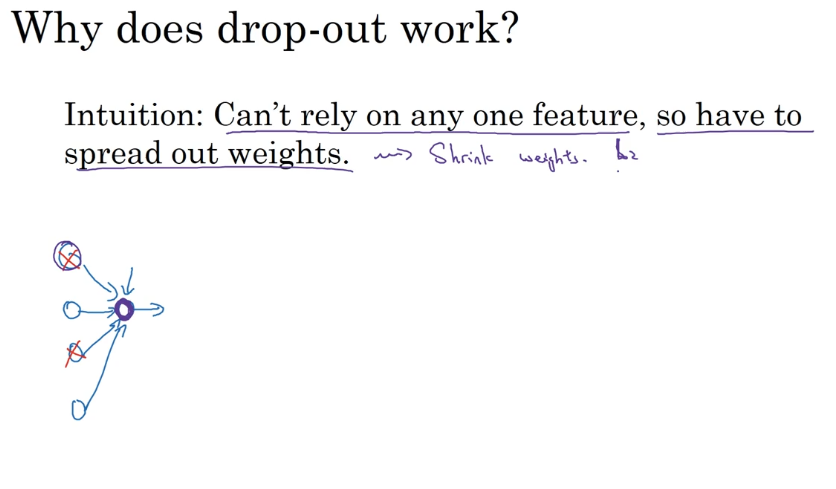 Why does drop-out work?
Intuition: Can't rely on any one feature, so have to
spread out weights. ⟿ Shrink weights. L2